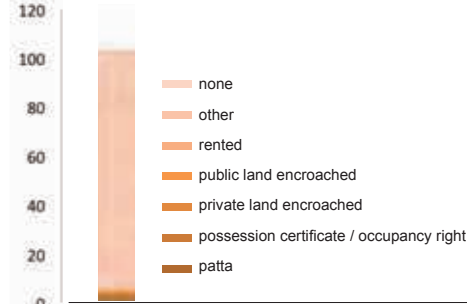 120
100
80
60
40
20
0
none
other
rented
public land encroached
private land encroached
possession certificate / occupancy right
patta